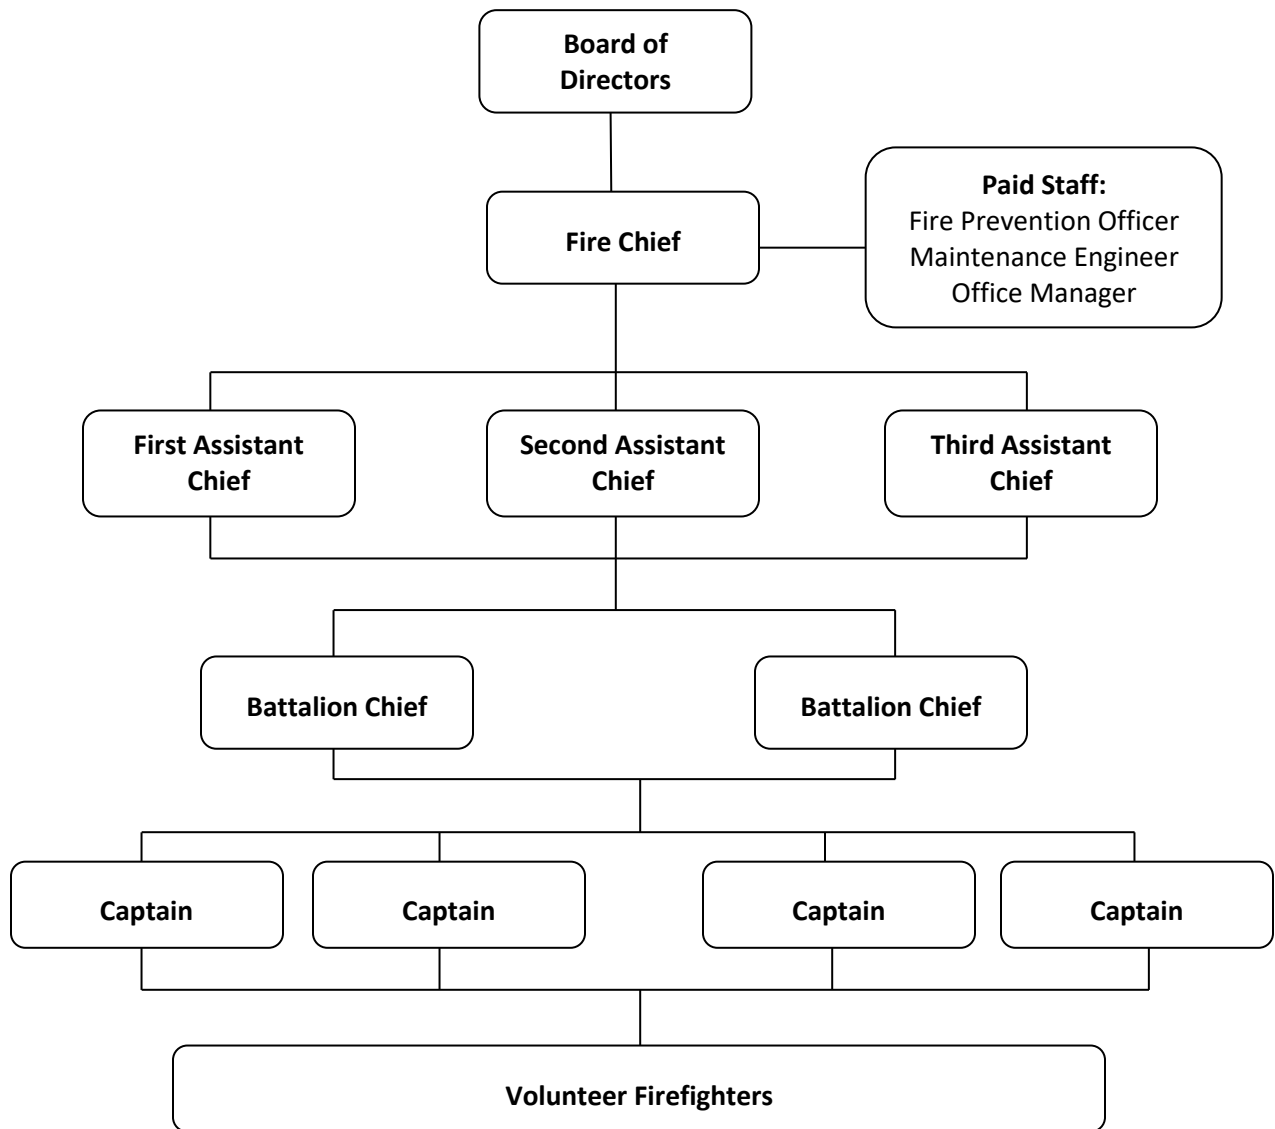 Board of
Directors
Paid Staff:
Fire Prevention Officer
Maintenance Engineer
Office Manager
Fire Chief
First Assistant
Chief
Second Assistant
Chief
Third Assistant
Chief
Battalion Chief
Battalion Chief
Captain
Captain
Captain
Captain
Volunteer Firefighters